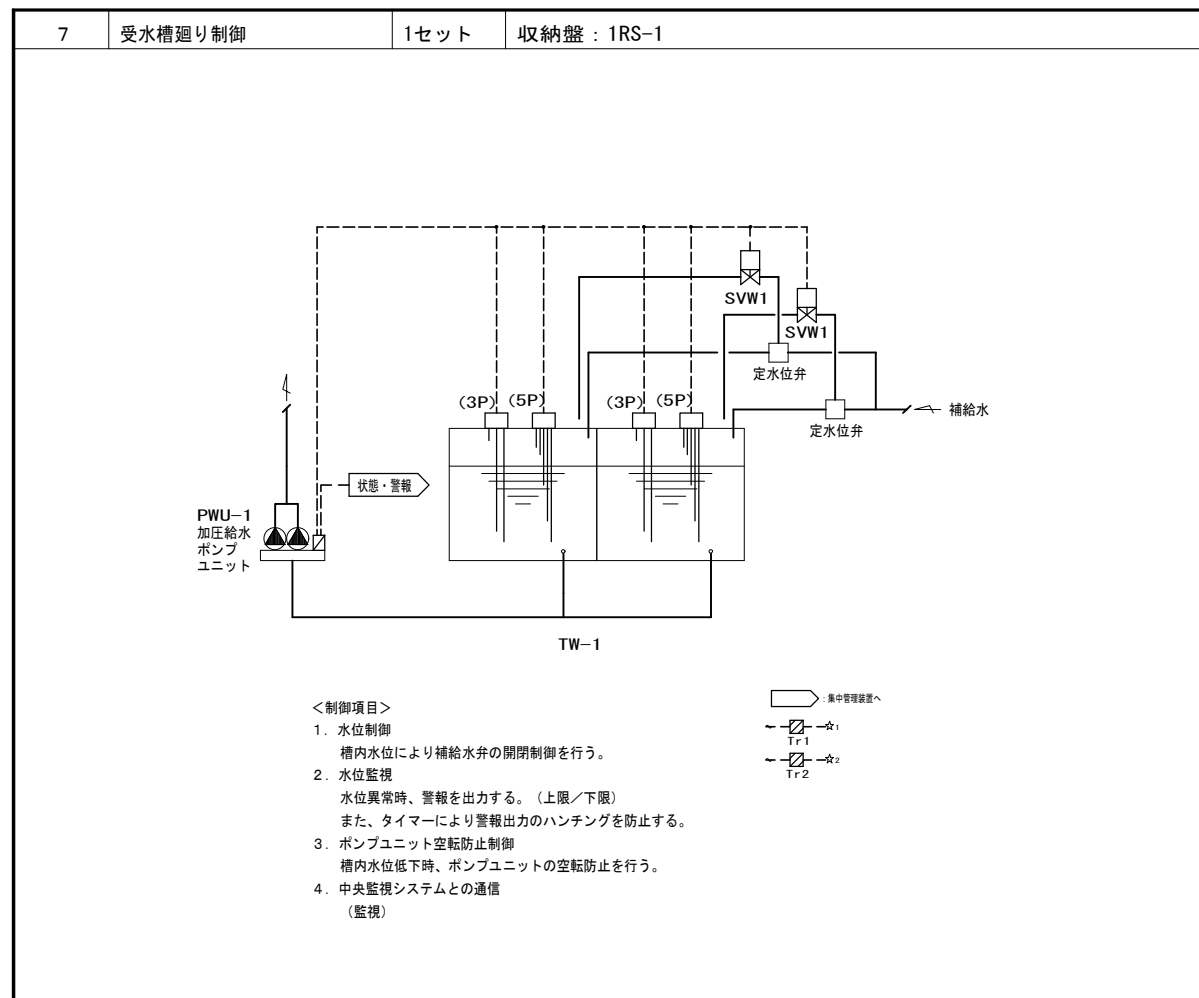 7 受水槽廻り制御 1セット 収納盤：1RS-1
SVW1
SVW1
定水位弁
(3P) (5P) (3P) (5P)
補給水
定水位弁
状態・警報
PWU-1
加圧給水
ポンプ
ユニット
TW-1
＜制御項目＞
1．水位制御
槽内水位により補給水弁の開閉制御を行う。
2．水位監視
水位異常時、警報を出力する。（上限／下限）
また、タイマーにより警報出力のハンチングを防止する。
3．ポンプユニット空転防止制御
槽内水位低下時、ポンプユニットの空転防止を行う。
4．中央監視システムとの通信
（監視）
：集中管理装置へ
～ ☆1
Tr1
～ ☆2
Tr2